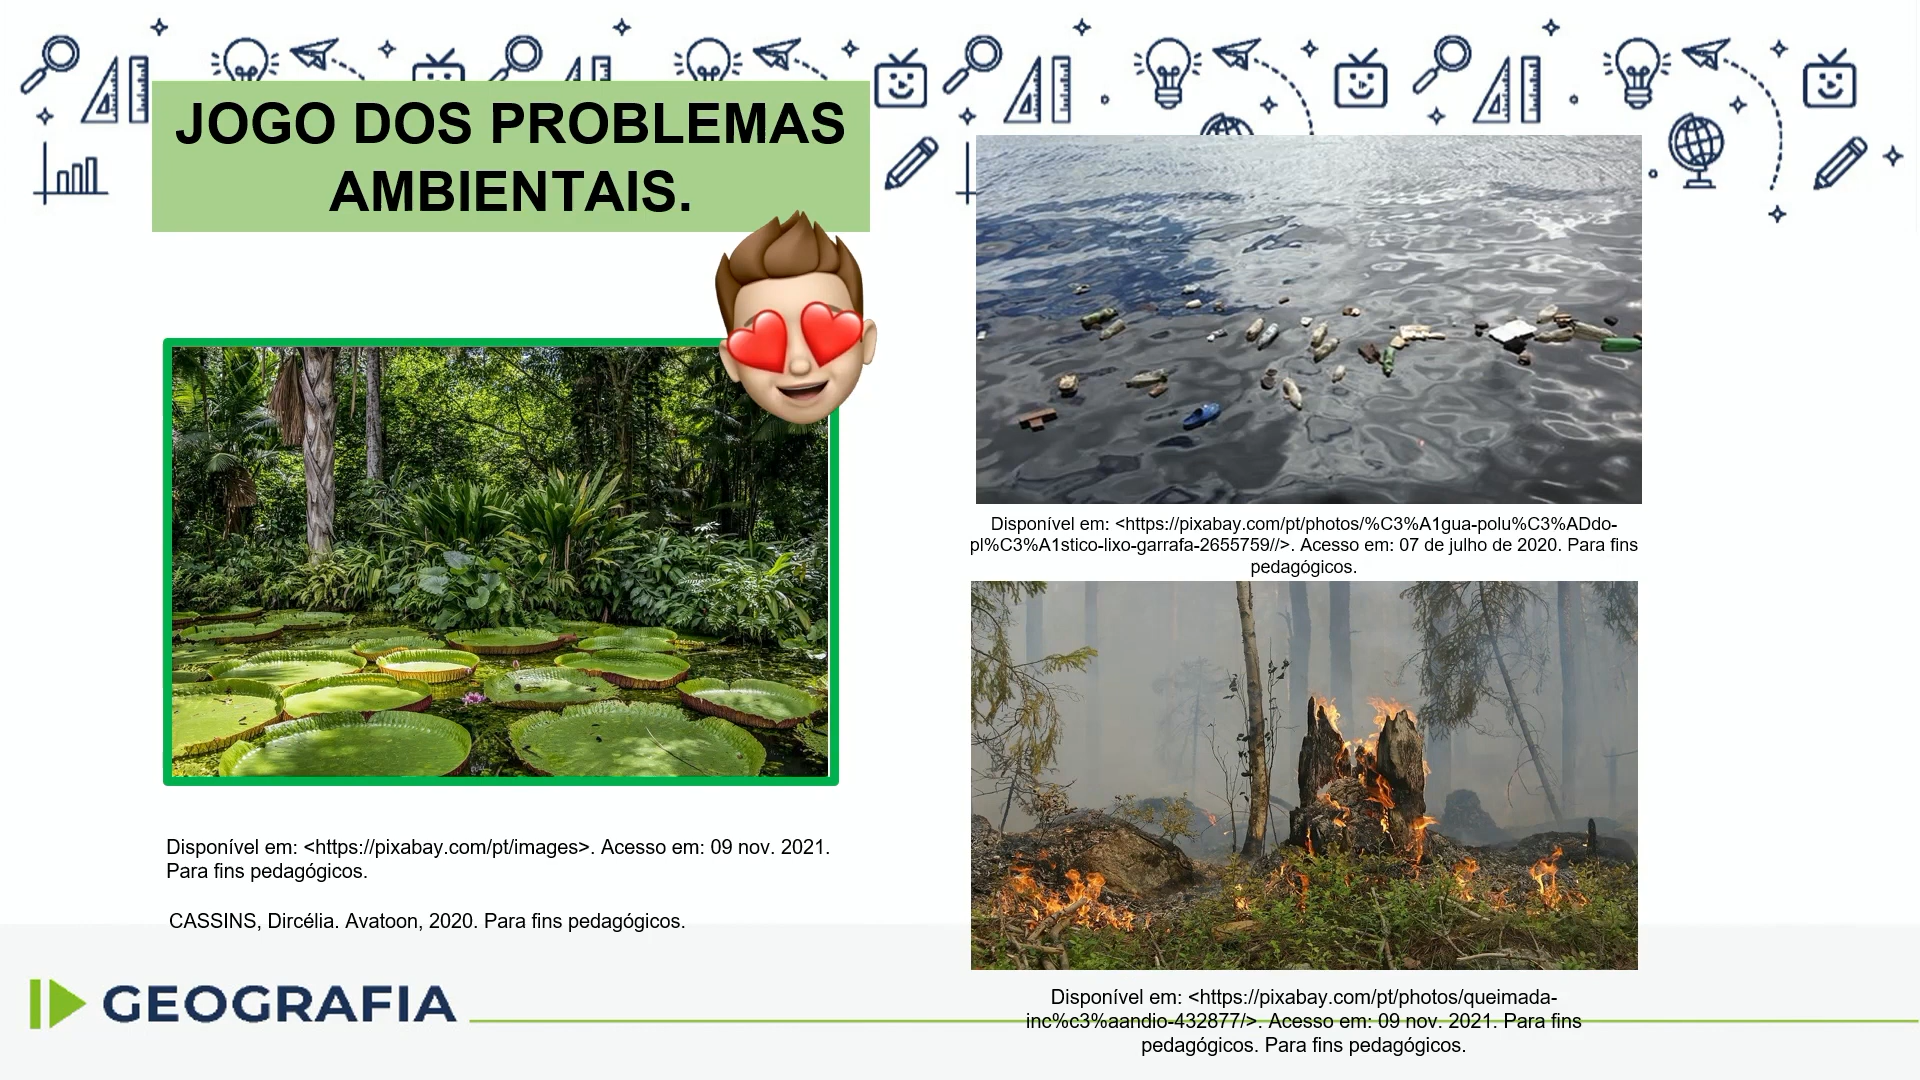 JOGO DOS PROBLEMAS
AMBIENTAIS.
Disponível em: <https://pixabay.com/pt/photos/%C3%A1gua-polu%C3%ADdo-
pl%C3%A1stico-lixo-garrafa-2655759//>. Acesso em: 07 de julho de 2020. Para fins
pedagógicos.
Disponível em: <https://pixabay.com/pt/images>. Acesso em: 09 nov. 2021.
Para fins pedagógicos.
CASSINS, Dircélia. Avatoon, 2020. Para fins pedagógicos.
GEOGRAFIA
Disponível em: <https://pixabay.com/pt/photos/queimada-
inc%c3%aandio-432877/>. Acesso em: 09 nov. 2021. Para fins
pedagógicos. Para fins pedagógicos.